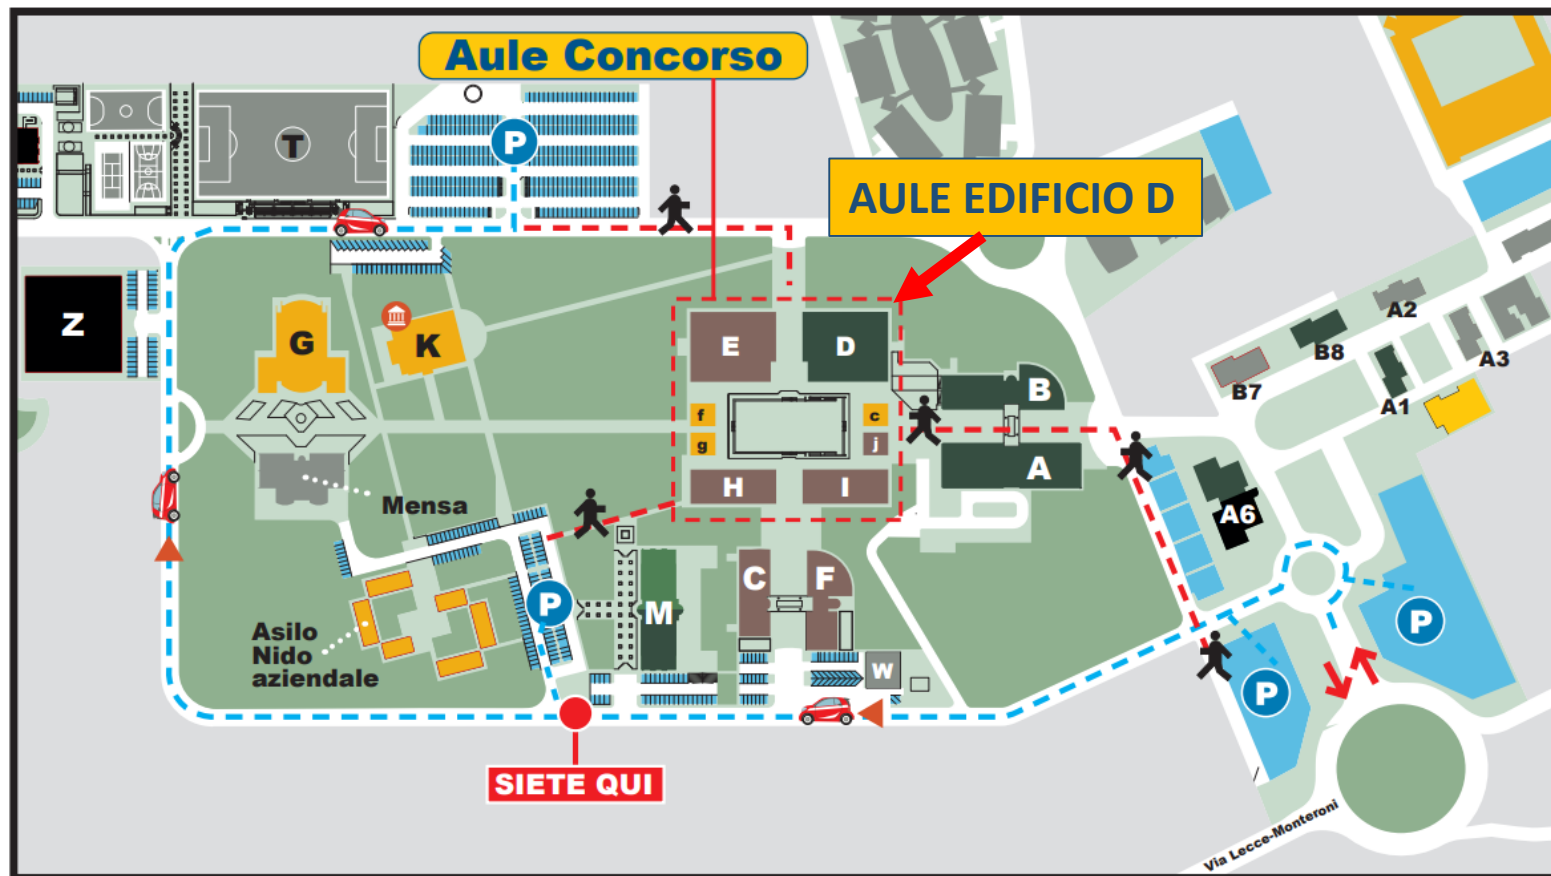 Aule Concorso
P
T
AULE EDIFICIO D
Z
G
K
E
D
A2
B8
A3
B7
A1
B
f
c
g
j
A
H
I
Mensa
A6
C
F
P
M
Asilo
Nido
aziendale
P
W
P
SIETE QUI
Via Lecce-Monteroni